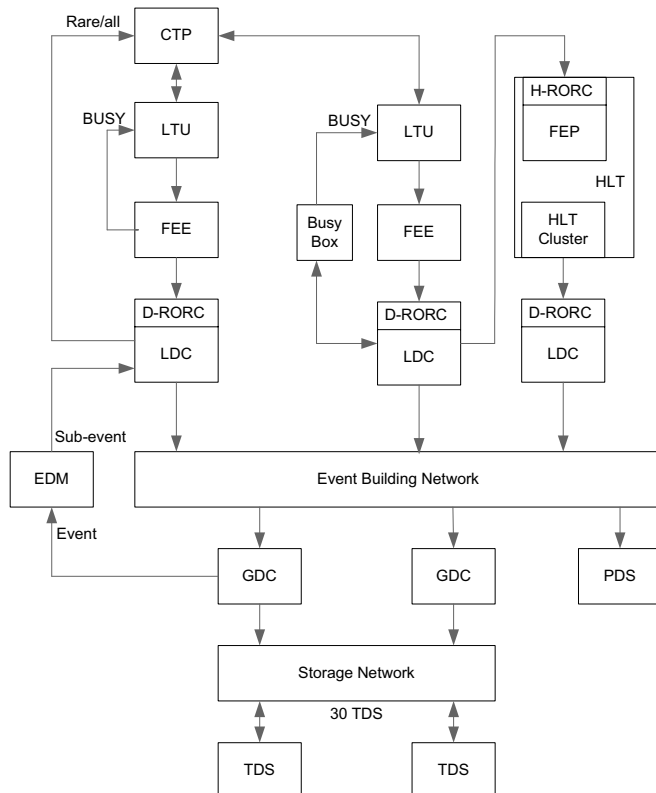 Rare/all
CTP
H-RORC
BUSY
LTU
BUSY
LTU
FEP
HLT
FEE
Busy
Box
FEE
HLT
Cluster
D-RORC
D-RORC
D-RORC
LDC
LDC
LDC
Sub-event
EDM
Event Building Network
Event
GDC
GDC
PDS
Storage Network
30 TDS
TDS
TDS